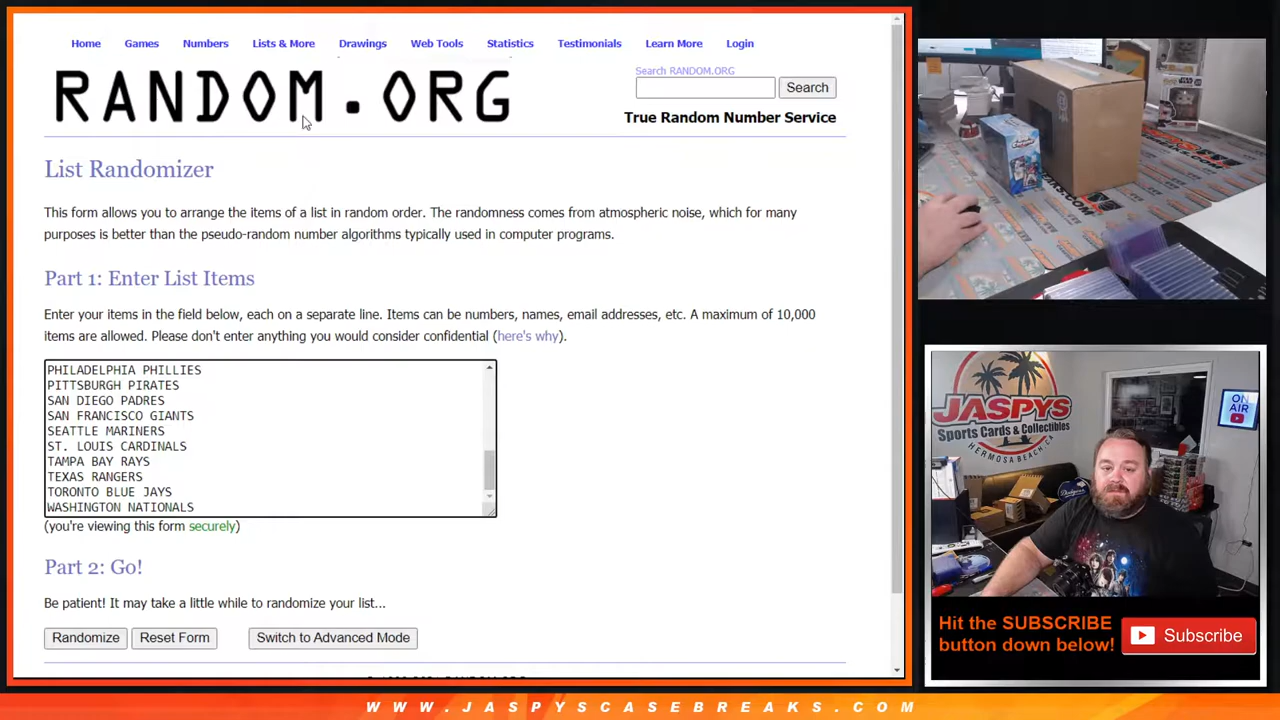 Home Games Numbers Lists & More Drawings Web Tools Statistics Testimonials Learn More Login
RANDOM.ORG
Search RANDOM.ORG
Search
True Random Number Service
List Randomizer
This form allows you to arrange the items of a list in random order. The randomness comes from atmospheric noise, which for many
purposes is better than the pseudo-random number algorithms typically used in computer programs.
Part 1: Enter List Items
Enter your items in the field below, each on a separate line. Items can be numbers, names, email addresses, etc. A maximum of 10,000
items are allowed. Please don't enter anything you would consider confidential (here's why).
PHILADELPHIA PHILLIES
PITTSBURGH PIRATES
SAN DIEGO PADRES
SAN FRANCISCO GIANTS
SEATTLE MARINERS
ST. LOUIS CARDINALS
TAMPA BAY RAYS
TEXAS RANGERS
TORONTO BLUE JAYS
WASHINGTON NATIONALS
(you're viewing this form securely)
Part 2: Go!
Be patient! It may take a little while to randomize your list...
Randomize Reset Form Switch to Advanced Mode
JASPYS
Sports Cards & Collectibles
HERMOSA BEACH, CA
ON
AIR
Dodgers
Hit the SUBSCRIBE
button down below!
Subscribe
WWW.JASPYSCASEBREAKS.COM